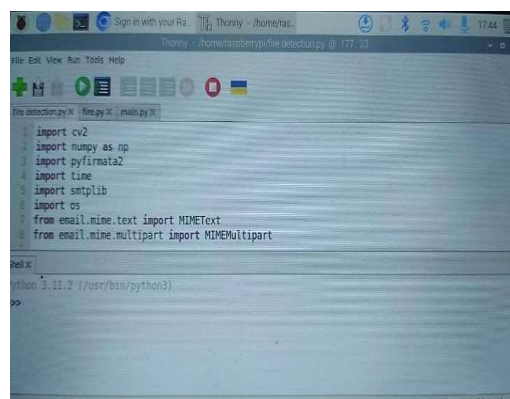 Sign in with your Ra. Thonny - /home/ras.. 17:44
Thonny - /home/raspberrypi/fire detection.py @ 177 : 23
File Edit View Run Tools Help
fire detection.py fire.py main.py
1 import cv2
2 import numpy as np
3 import pyfirmata2
4 import time
5 import smtplib
6 import os
7 from email.mime.text import MIMEText
8 from email.mime.multipart import MIMEMultipart
Shell
ython 3.11.2 (/usr/bin/python3)
>>